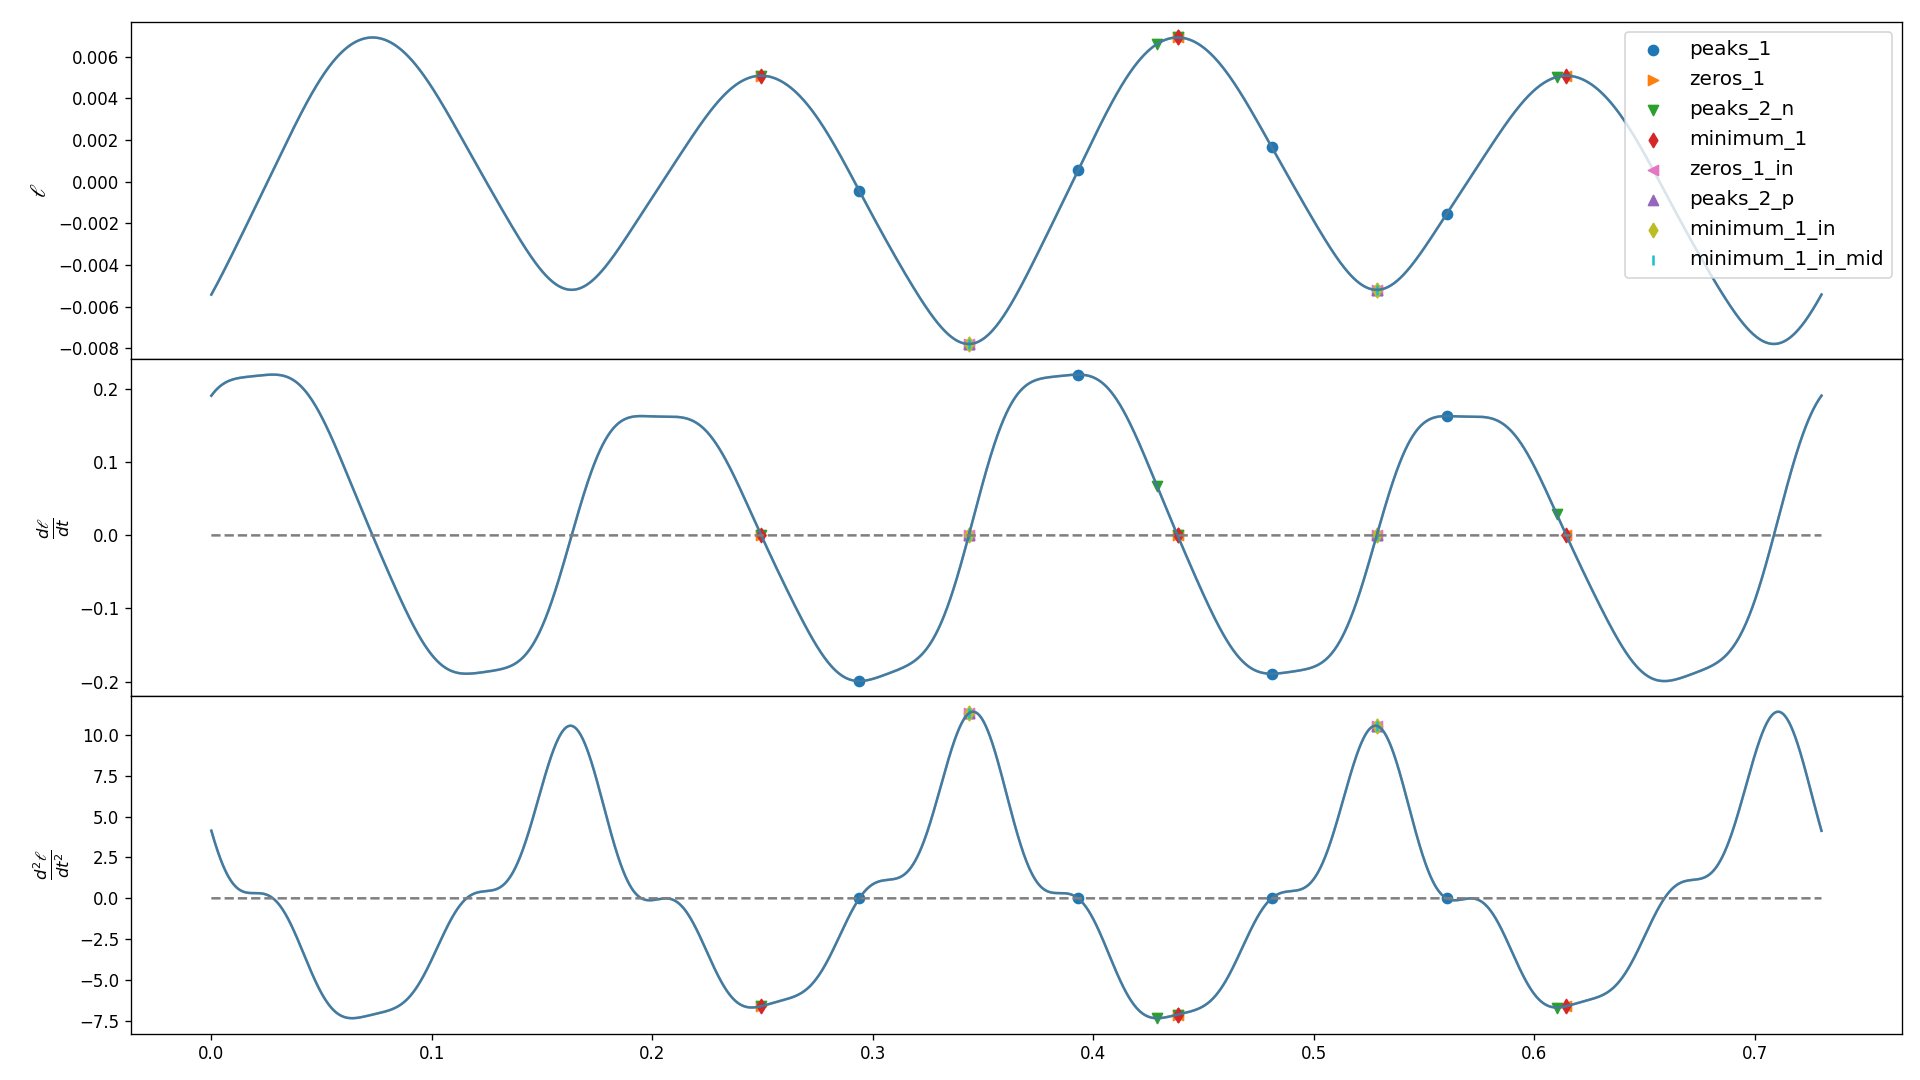 0.006
0.004
0.002
0.000
−0.002
−0.004
−0.006
−0.008
ℓ
peaks_1
zeros_1
peaks_2_n
minimum_1
zeros_1_in
peaks_2_p
minimum_1_in
minimum_1_in_mid
0.2
0.1
0.0
−0.1
−0.2
dℓ
dt
10.0
7.5
5.0
2.5
0.0
−2.5
−5.0
−7.5
d²ℓ
dt²
0.0 0.1 0.2 0.3 0.4 0.5 0.6 0.7